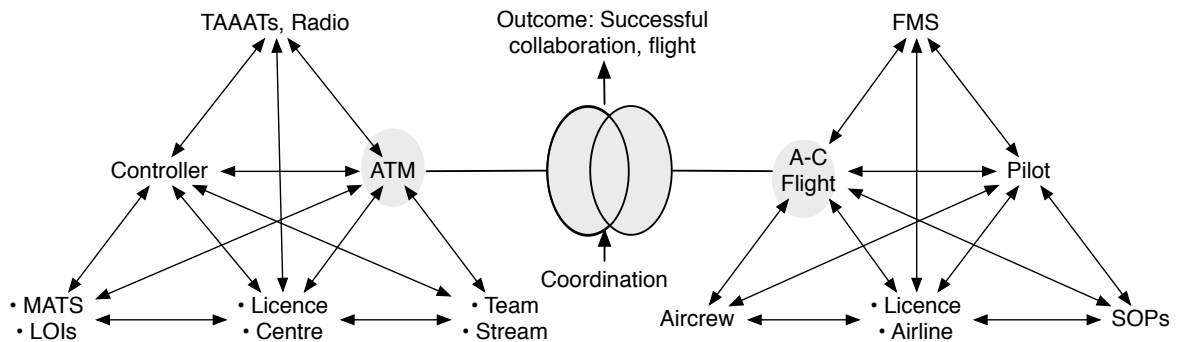 TAAATs, Radio
Outcome: Successful
collaboration, flight
FMS
Controller
ATM
A-C
Flight
Pilot
Coordination
• MATS
• LOIs
• Licence
• Centre
• Team
• Stream
Aircrew
• Licence
• Airline
SOPs